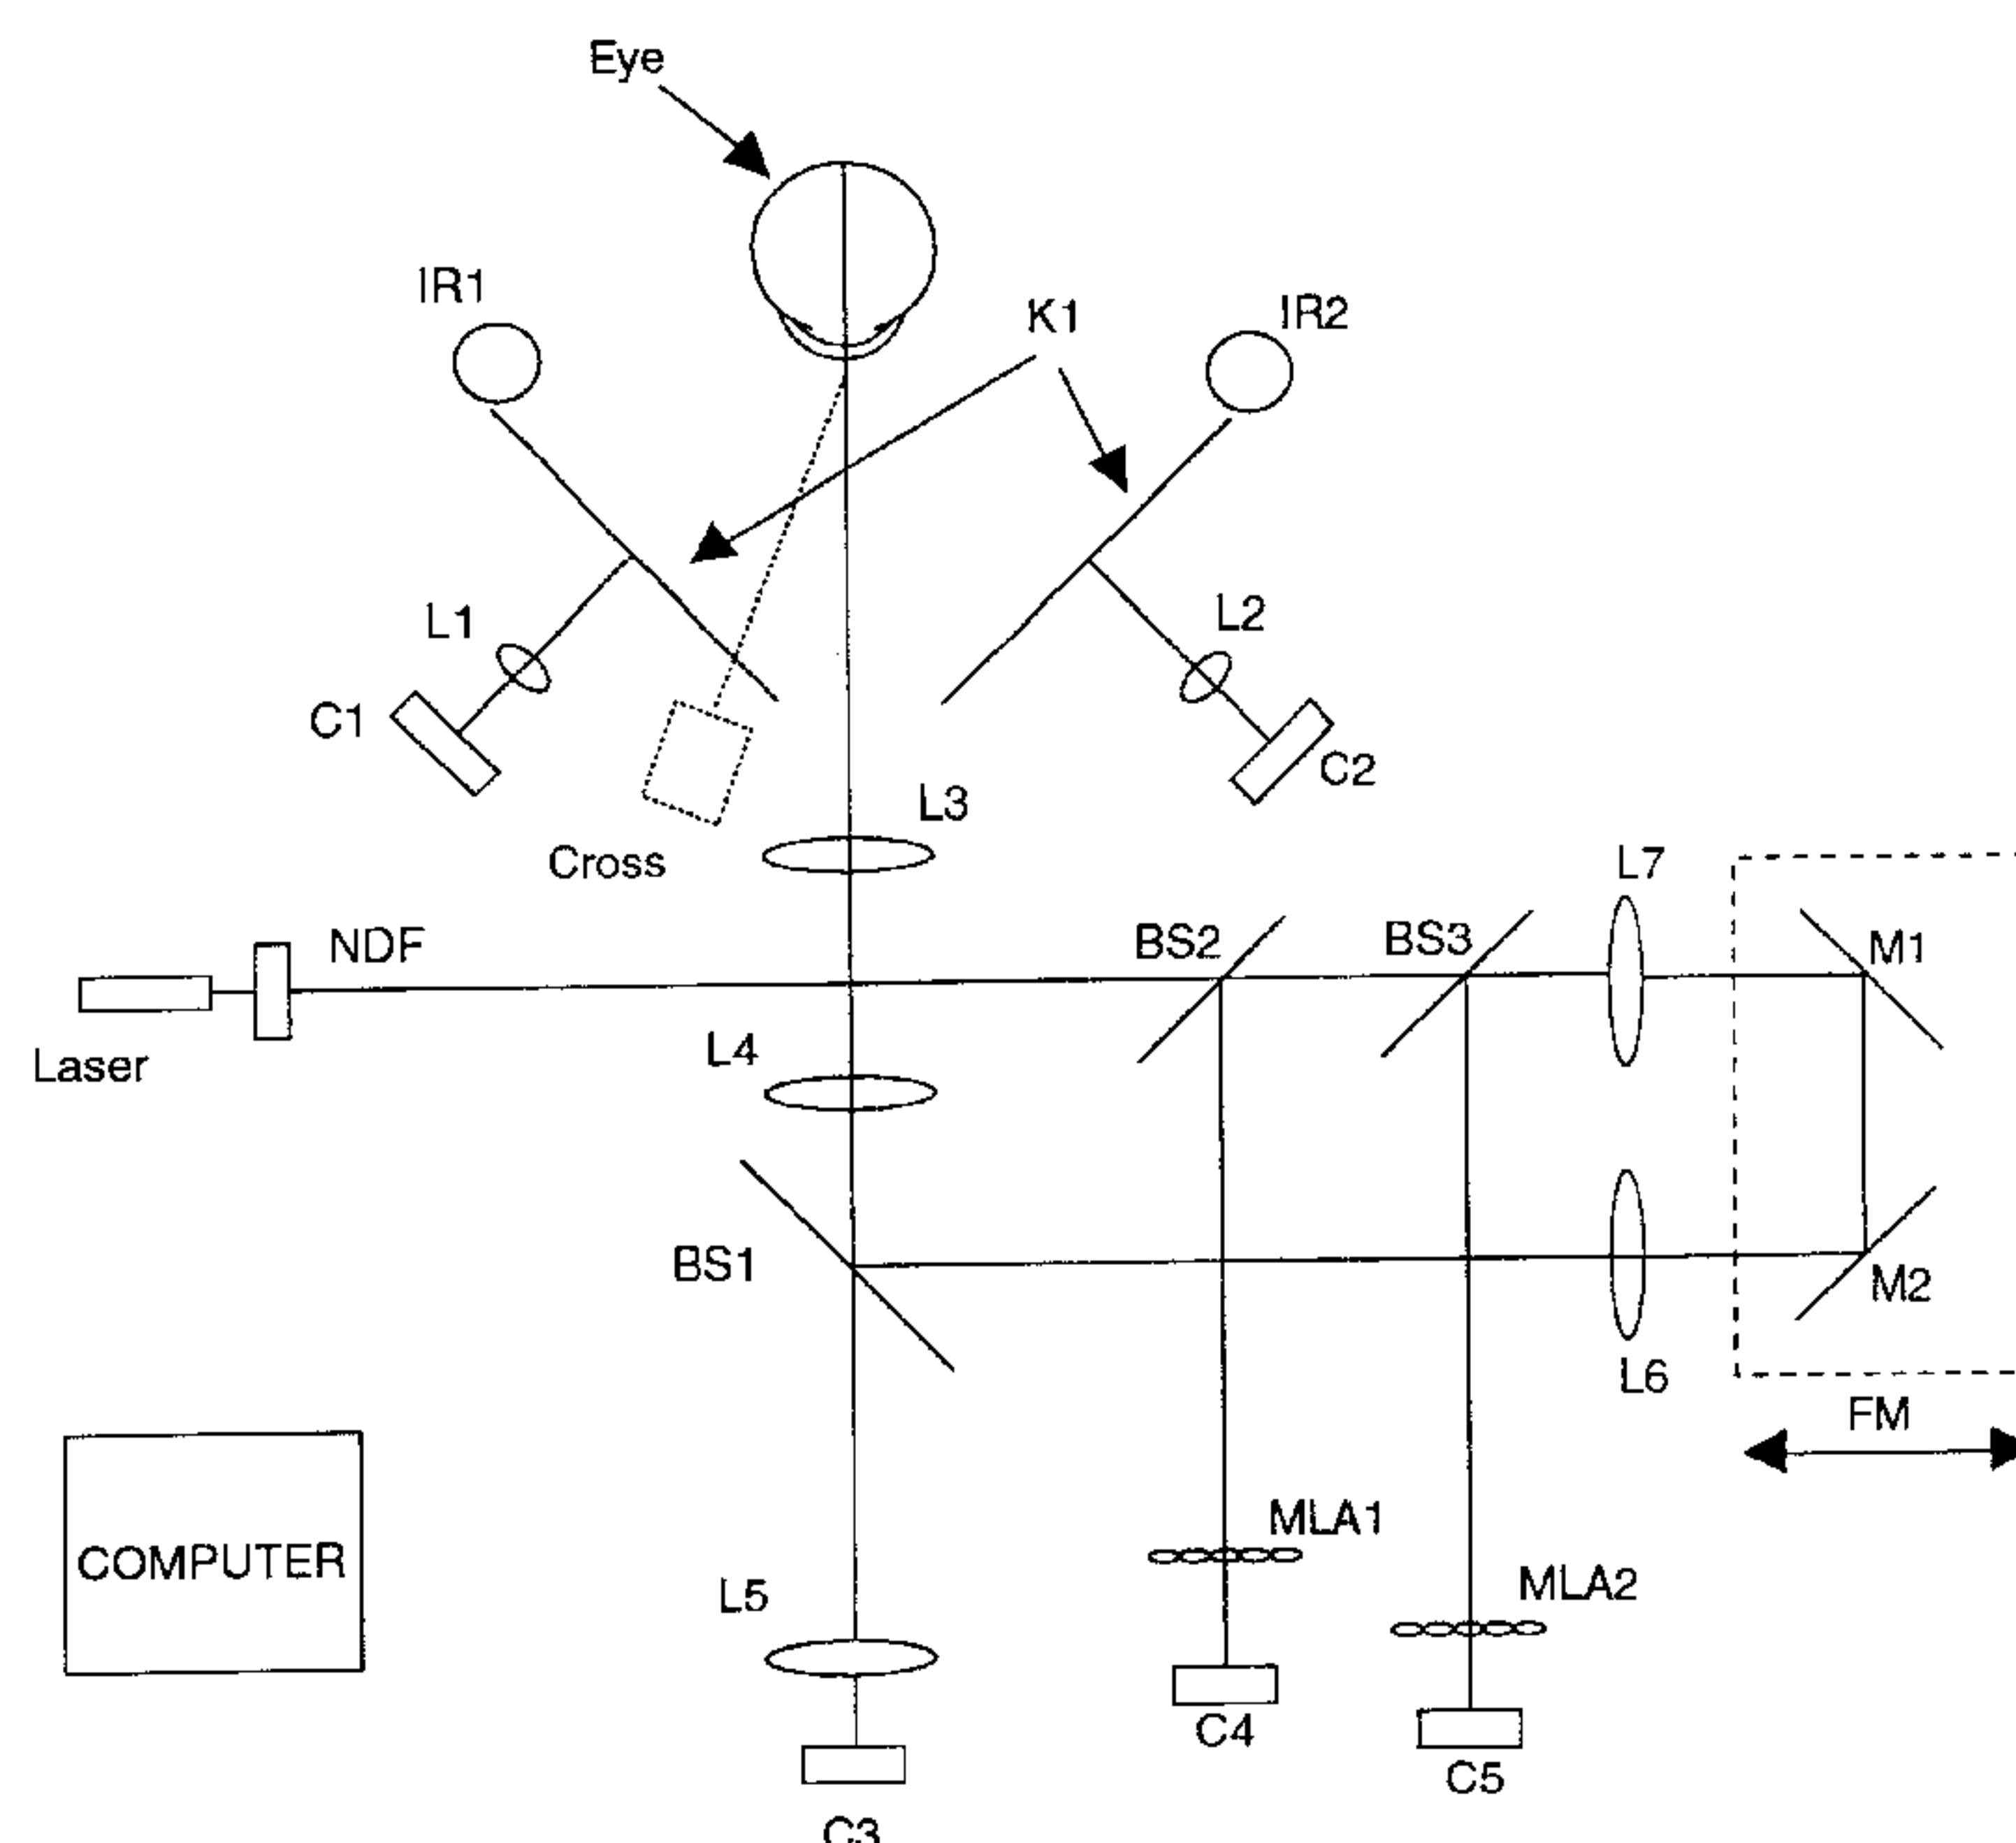 Eye
IR1
K1
IR2
L1
L2
C1
C2
L3
Cross
L7
NDF
BS2
BS3
M1
L4
Laser
BS1
M2
L6
FM
MLA1
COMPUTER
MLA2
L5
C4
C5
C3